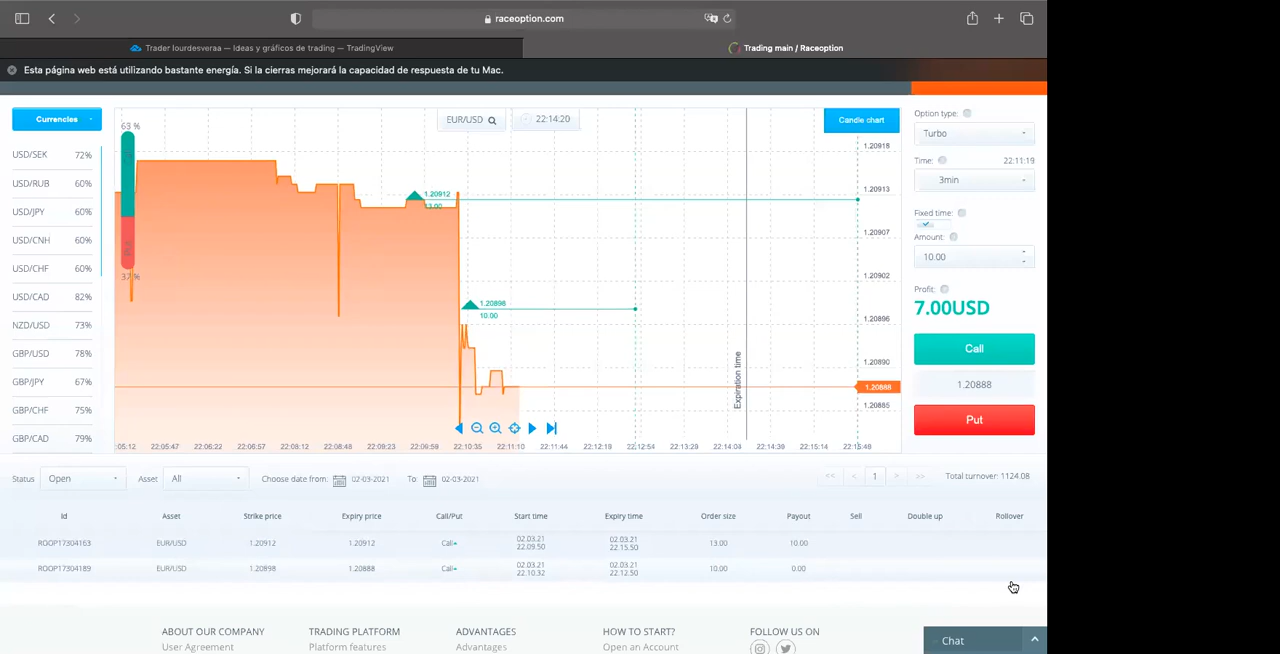 raceoption.com
Trader lourdesveraa — Ideas y gráficos de trading — TradingView
Trading main / Raceoption
Esta página web está utilizando bastante energía. Si la cierras mejorará la capacidad de respuesta de tu Mac.
Currencies
USD/SEK 72%
USD/RUB 60%
USD/JPY 60%
USD/CNH 60%
USD/CHF 60%
USD/CAD 82%
NZD/USD 73%
GBP/USD 78%
GBP/JPY 67%
GBP/CHF 75%
GBP/CAD 79%
63 %
37 %
EUR/USD
22:14:20
Candle chart
1.20912
13.00
1.20898
10.00
Expiration time
1.20918
1.20913
1.20907
1.20902
1.20896
1.20890
1.20888
1.20885
:05:12 22:05:47 22:06:22 22:06:57 22:08:12 22:08:48 22:09:23 22:09:59 22:10:35 22:11:10 22:11:44 22:12:19 22:12:54 22:13:29 22:14:04 22:14:39 22:15:14 22:15:49
Option type:
Turbo
Time: 22:11:19
3min
Fixed time:
Amount:
10.00
Profit:
7.00USD
Call
1.20888
Put
Status Open Asset All Choose date from: 02-03-2021 To: 02-03-2021 << < 1 > >> Total turnover: 1124.08
Id Asset Strike price Expiry price Call/Put Start time Expiry time Order size Payout Sell Double up Rollover
ROOP17304163 EUR/USD 1.20912 1.20912 Call 02.03.21 22.09.50 02.03.21 22.15.50 13.00 10.00
ROOP17304189 EUR/USD 1.20898 1.20888 Call 02.03.21 22.10.32 02.03.21 22.12.50 10.00 0.00
ABOUT OUR COMPANY TRADING PLATFORM ADVANTAGES HOW TO START? FOLLOW US ON
User Agreement Platform features Advantages Open an Account
Chat